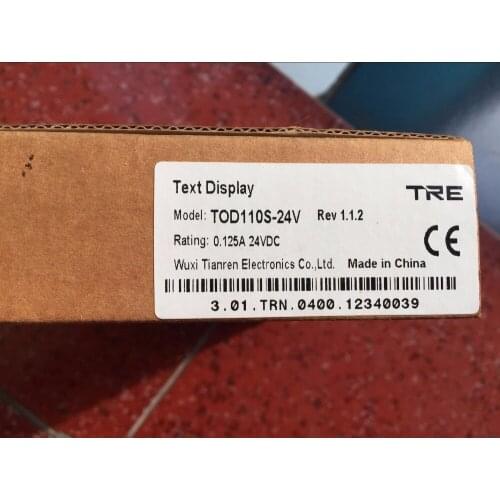 Text Display
TRE
Model: TOD110S-24V Rev 1.1.2
Rating: 0.125A 24VDC
CE
Wuxi Tianren Electronics Co.,Ltd. Made in China
3.01.TRN.0400.12340039